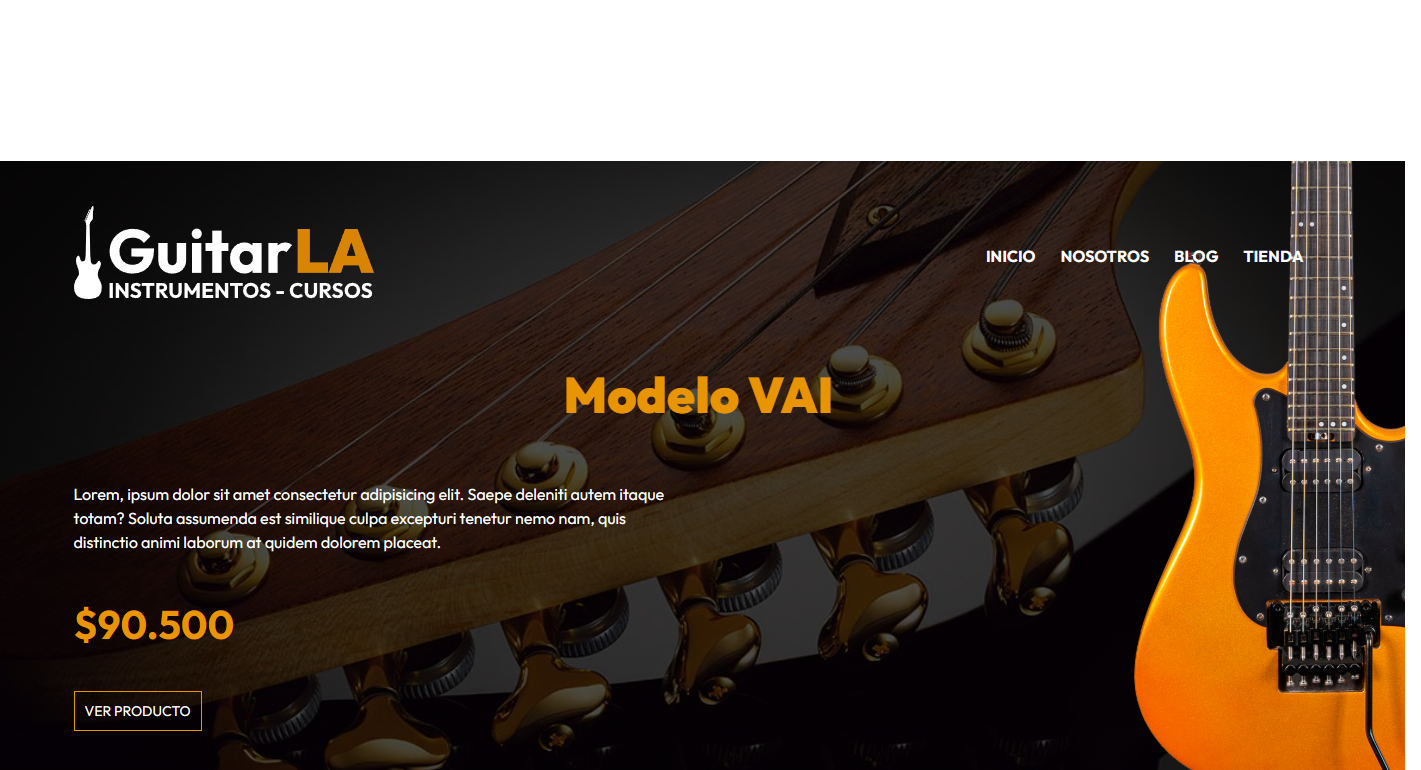 GuitarLA
INSTRUMENTOS - CURSOS
INICIO NOSOTROS BLOG TIENDA
Modelo VAI
Lorem, ipsum dolor sit amet consectetur adipisicing elit. Saepe deleniti autem itaque
totam? Soluta assumenda est similique culpa excepturi tenetur nemo nam, quis
distinctio animi laborum at quidem dolorem placeat.
$90.500
VER PRODUCTO